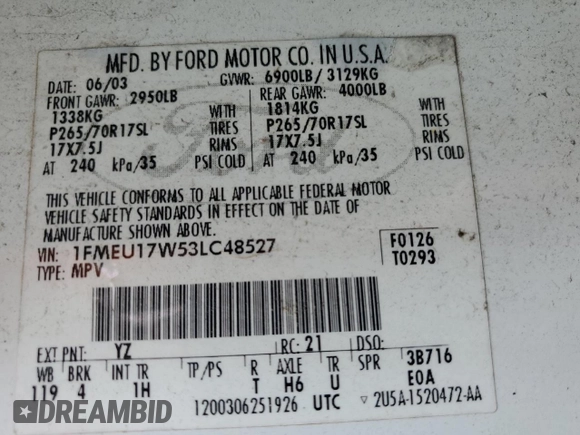 MFD. BY FORD MOTOR CO. IN U.S.A.
DATE: 06/03 GVWR: 6900LB/ 3129KG
FRONT GAWR: 2950LB REAR GAWR: 4000LB
1338KG WITH 1814KG WITH
P265/70R17SL TIRES P265/70R17SL TIRES
17X7.5J RIMS 17X7.5J RIMS
AT 240 kPa/35 PSI COLD AT 240 kPa/35 PSI COLD
THIS VEHICLE CONFORMS TO ALL APPLICABLE FEDERAL MOTOR
VEHICLE SAFETY STANDARDS IN EFFECT ON THE DATE OF
MANUFACTURE SHOWN ABOVE.
VIN: 1FMEU17W53LC48527 F0126
TYPE: MPV T0293
EXT PNT: YZ RC: 21 DSO:
WB BRK INT TR TP/PS R AX TR SPR 3B716
119 4 1H T H6 U E0A
1200306251926 UTC ▽ 2U5A-1520472-AA
Ford
DREAMBID